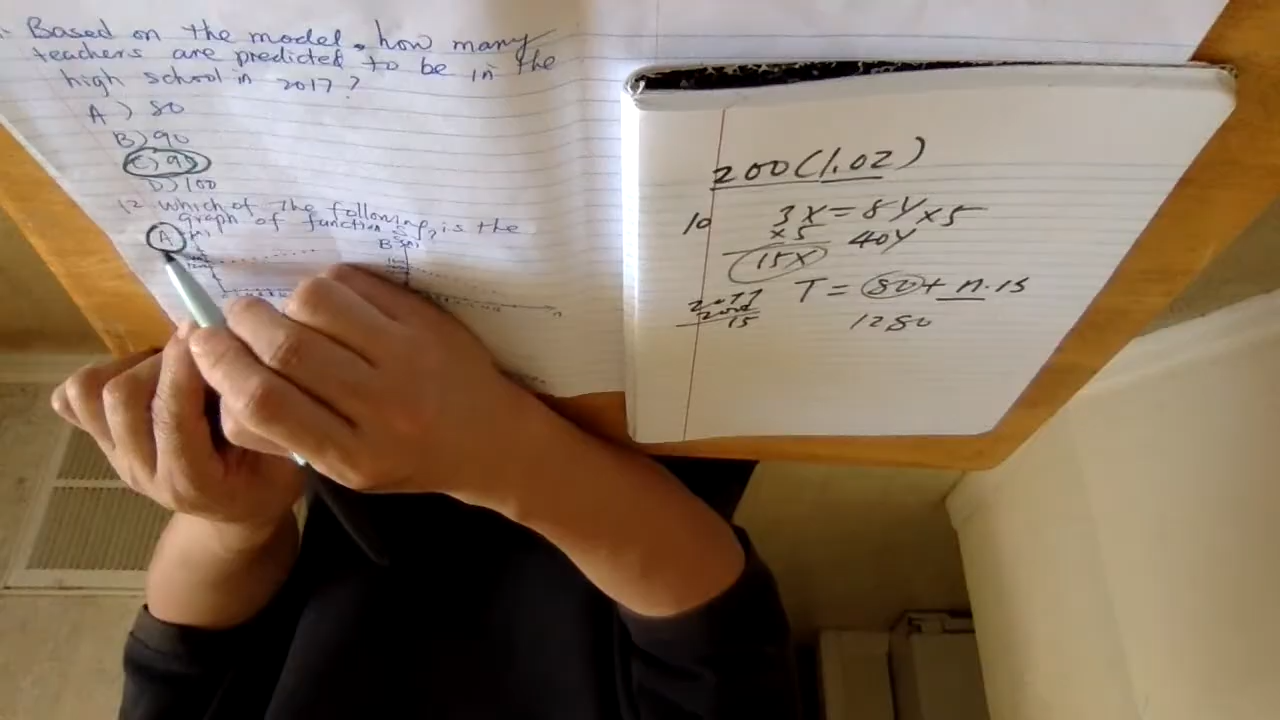 Based on the model, how many
teachers are predicted to be in the
high school in 2017?
A) 80
B) 90
C) 95
D) 100
12. Which of the following is the
graph of function S,
A
B
200(1.02)
10 3X = 8Y x5
x5 40Y
15X
T = 80 + n.15
2017
15 1280